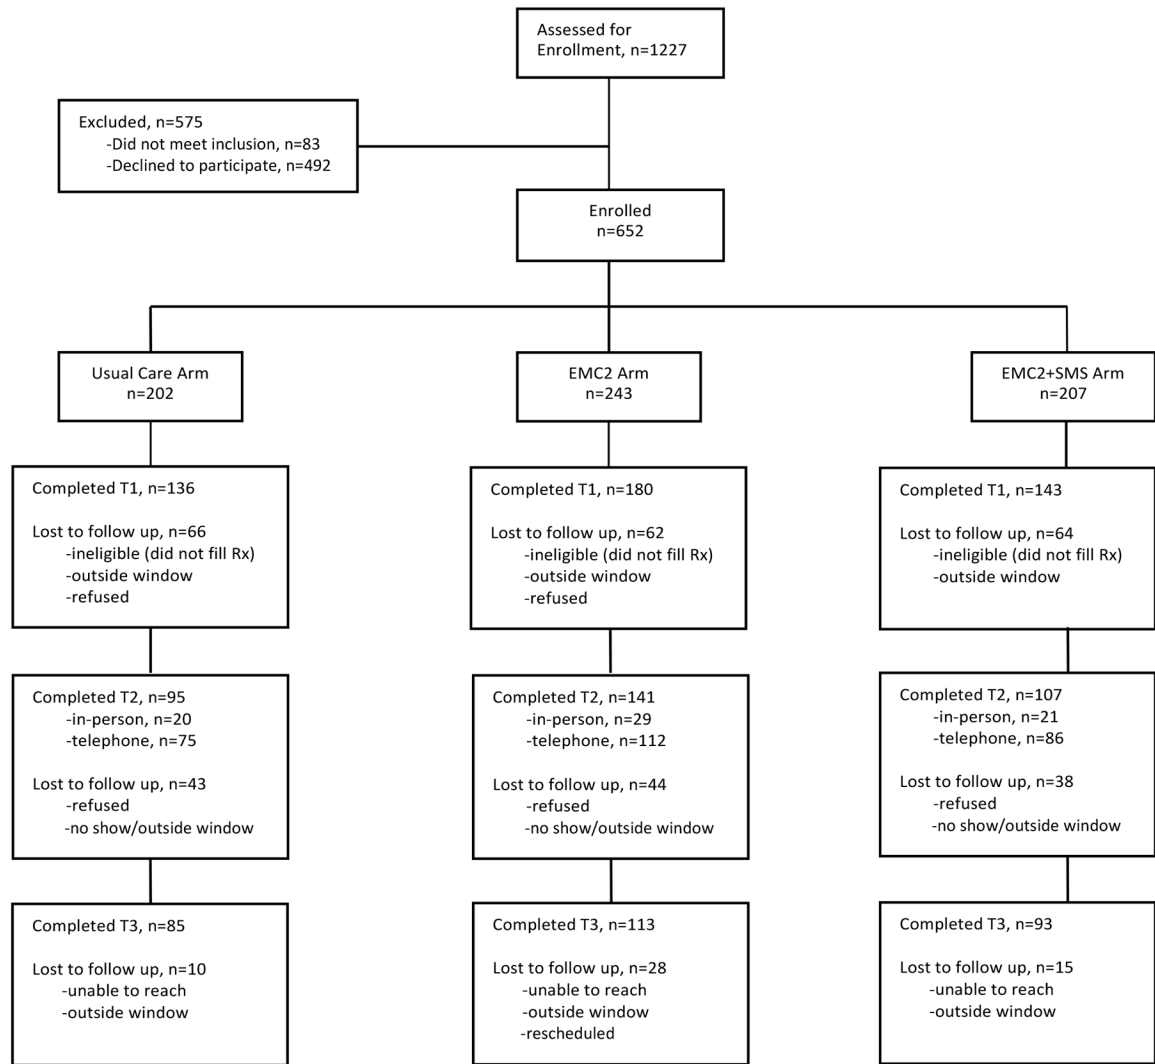 Assessed for
Enrollment, n=1227
Excluded, n=575
-Did not meet inclusion, n=83
-Declined to participate, n=492
Enrolled
n=652
Usual Care Arm
n=202
EMC2 Arm
n=243
EMC2+SMS Arm
n=207
Completed T1, n=136
Lost to follow up, n=66
-ineligible (did not fill Rx)
-outside window
-refused
Completed T1, n=180
Lost to follow up, n=62
-ineligible (did not fill Rx)
-outside window
-refused
Completed T1, n=143
Lost to follow up, n=64
-ineligible (did not fill Rx)
-outside window
Completed T2, n=95
-in-person, n=20
-telephone, n=75
Lost to follow up, n=43
-refused
-no show/outside window
Completed T2, n=141
-in-person, n=29
-telephone, n=112
Lost to follow up, n=44
-refused
-no show/outside window
Completed T2, n=107
-in-person, n=21
-telephone, n=86
Lost to follow up, n=38
-refused
-no show/outside window
Completed T3, n=85
Lost to follow up, n=10
-unable to reach
-outside window
Completed T3, n=113
Lost to follow up, n=28
-unable to reach
-outside window
-rescheduled
Completed T3, n=93
Lost to follow up, n=15
-unable to reach
-outside window